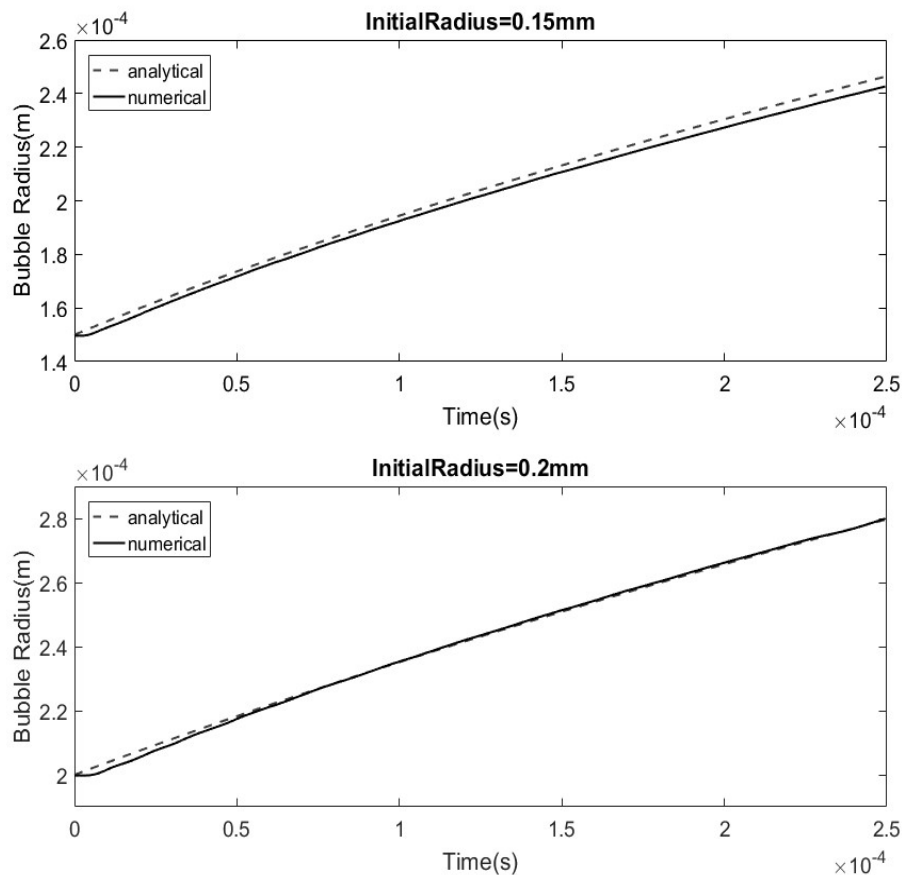 InitialRadius=0.15mm
×10-4
2.6
analytical
numerical
2.4
2.2
2
1.8
1.6
1.4
Bubble Radius(m)
0 0.5 1 1.5 2 2.5
Time(s)
×10-4
InitialRadius=0.2mm
×10-4
analytical
numerical
2.8
2.6
2.4
2.2
2
Bubble Radius(m)
0 0.5 1 1.5 2 2.5
Time(s)
×10-4